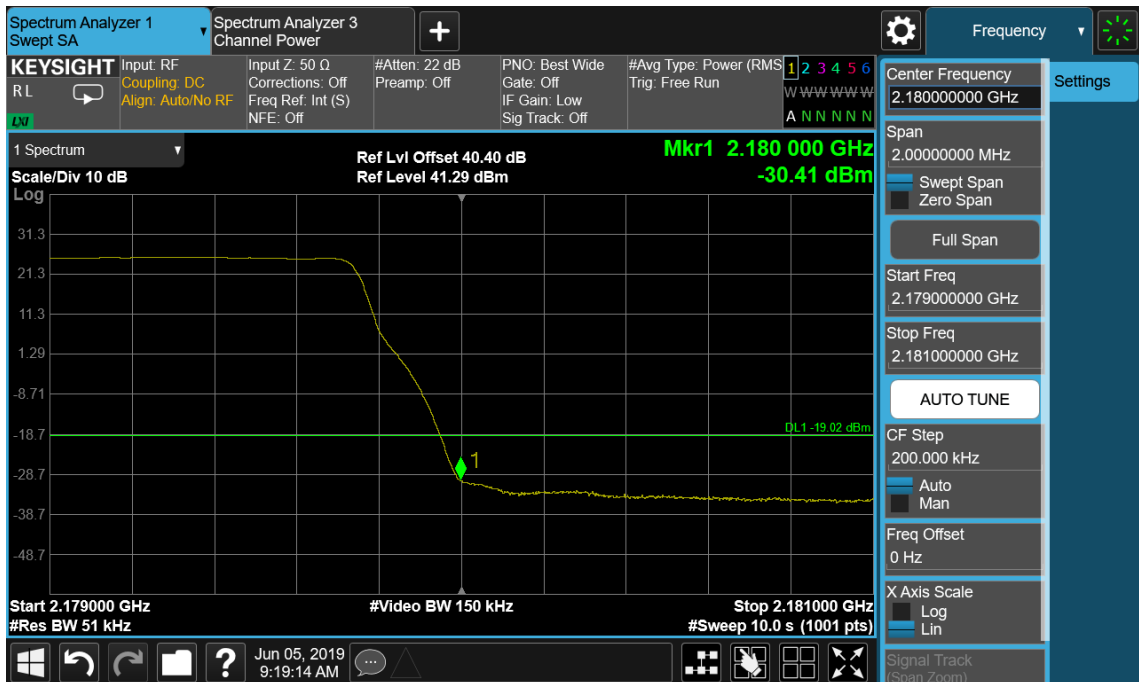 Spectrum Analyzer 1
Swept SA
Spectrum Analyzer 3
Channel Power
Frequency
KEYSIGHT
R L
LXI
Input: RF
Coupling: DC
Align: Auto/No RF
Input Z: 50 Ω
Corrections: Off
Freq Ref: Int (S)
NFE: Off
#Atten: 22 dB
Preamp: Off
PNO: Best Wide
Gate: Off
IF Gain: Low
Sig Track: Off
#Avg Type: Power (RMS
Trig: Free Run
1 2 3 4 5 6
W W W W W W
A N N N N N
1 Spectrum
Scale/Div 10 dB
Ref Lvl Offset 40.40 dB
Ref Level 41.29 dBm
Mkr1 2.180 000 GHz
-30.41 dBm
Log
31.3
21.3
11.3
1.29
-8.71
-18.7
-28.7
-38.7
-48.7
DL1 -19.02 dBm
1
Start 2.179000 GHz
#Res BW 51 kHz
#Video BW 150 kHz
Stop 2.181000 GHz
#Sweep 10.0 s (1001 pts)
Jun 05, 2019
9:19:14 AM
Center Frequency
2.180000000 GHz
Span
2.00000000 MHz
Swept Span
Zero Span
Full Span
Start Freq
2.179000000 GHz
Stop Freq
2.181000000 GHz
AUTO TUNE
CF Step
200.000 kHz
Auto
Man
Freq Offset
0 Hz
X Axis Scale
Log
Lin
Signal Track
(Span Zoom)
Settings